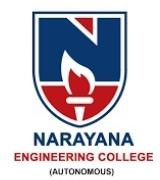 N
NARAYANA
ENGINEERING COLLEGE
(AUTONOMOUS)